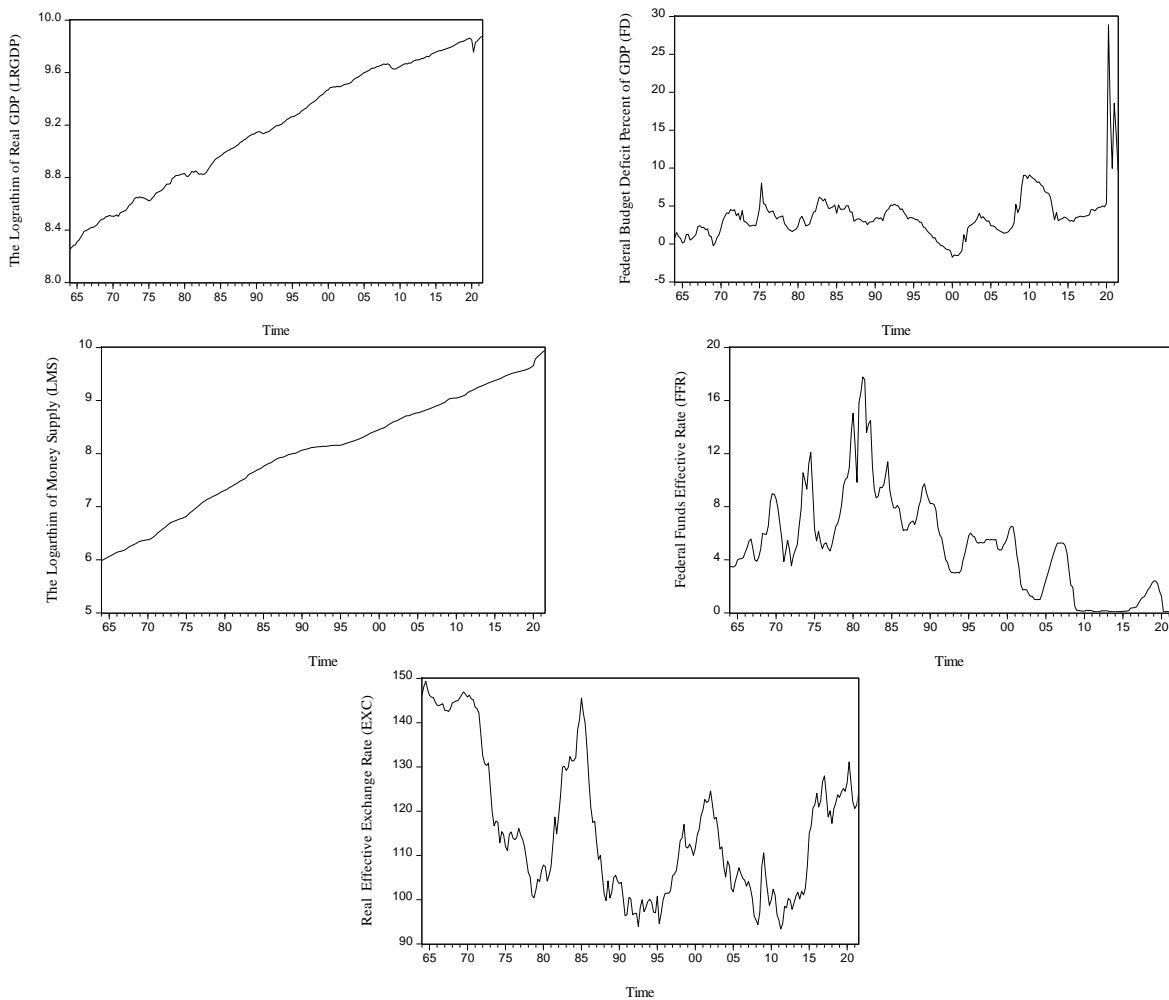 The Lograthim of Real GDP (LRGDP)
10.0
9.6
9.2
8.8
8.4
8.0
65 70 75 80 85 90 95 00 05 10 15 20
Time
Federal Budget Deficit Percent of GDP (FD)
30
25
20
15
10
5
0
-5
65 70 75 80 85 90 95 00 05 10 15 20
Time
The Logarthim of Money Supply (LMS)
10
9
8
7
6
5
65 70 75 80 85 90 95 00 05 10 15 20
Time
Federal Funds Effective Rate (FFR)
20
16
12
8
4
0
65 70 75 80 85 90 95 00 05 10 15 20
Time
Real Effective Exchange Rate (EXC)
150
140
130
120
110
100
90
65 70 75 80 85 90 95 00 05 10 15 20
Time